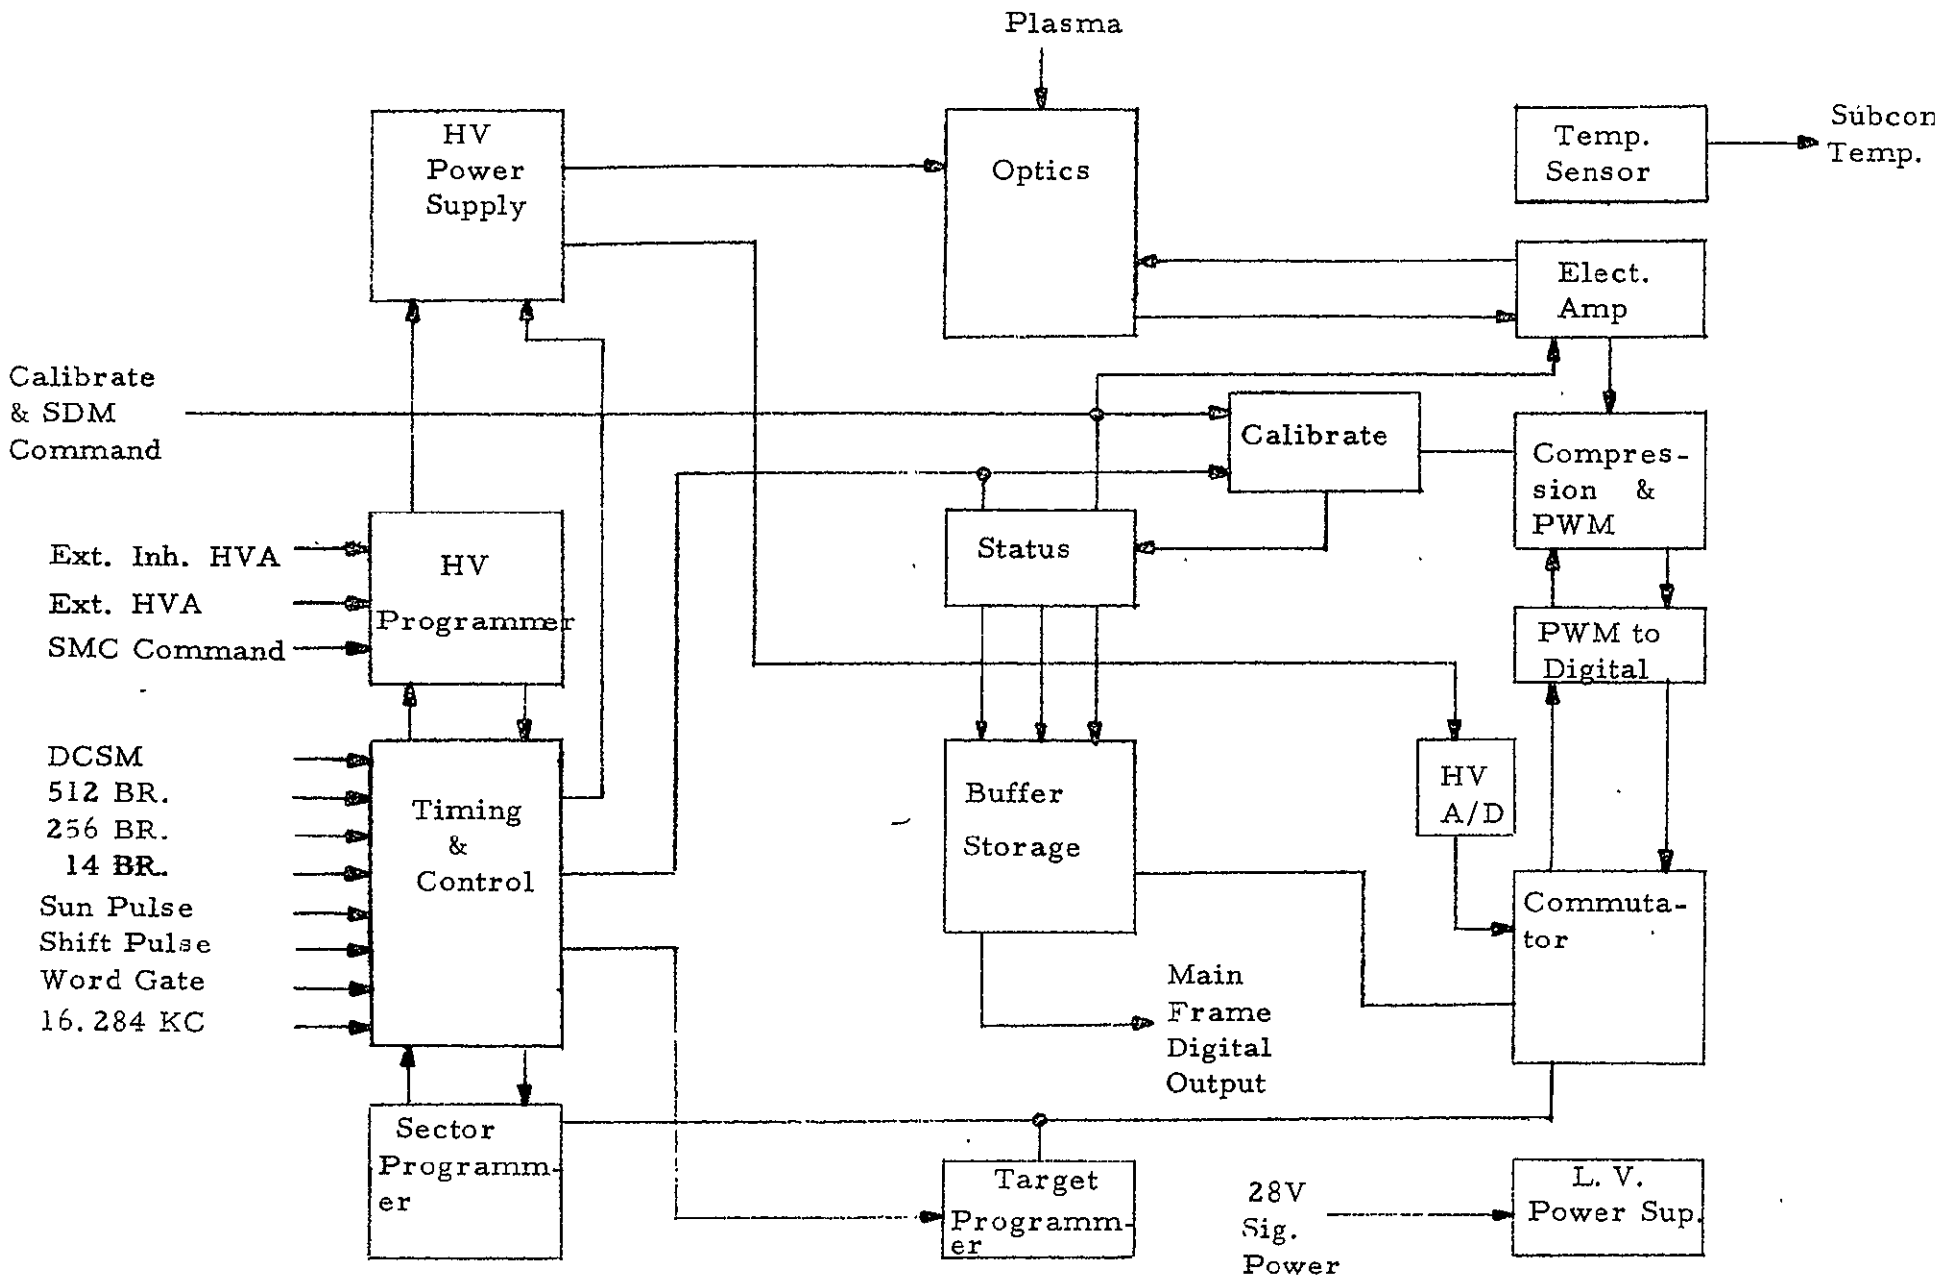 Plasma
HV
Power
Supply
Optics
Temp.
Sensor
Súbcon
Temp.
Elect.
Amp
Calibrate
& SDM
Command
Calibrate
Compres-
sion &
PWM
Ext. Inh. HVA
Ext. HVA
SMC Command
HV
Programmer
Status
PWM to
Digital
DCSM
512 BR.
256 BR.
14 BR.
Sun Pulse
Shift Pulse
Word Gate
16.284 KC
Timing
&
Control
Buffer
Storage
HV
A/D
Commuta-
tor
Main
Frame
Digital
Output
Sector
Programm-
er
Target
Programm-
er
28V
Sig.
Power
L. V.
Power Sup.